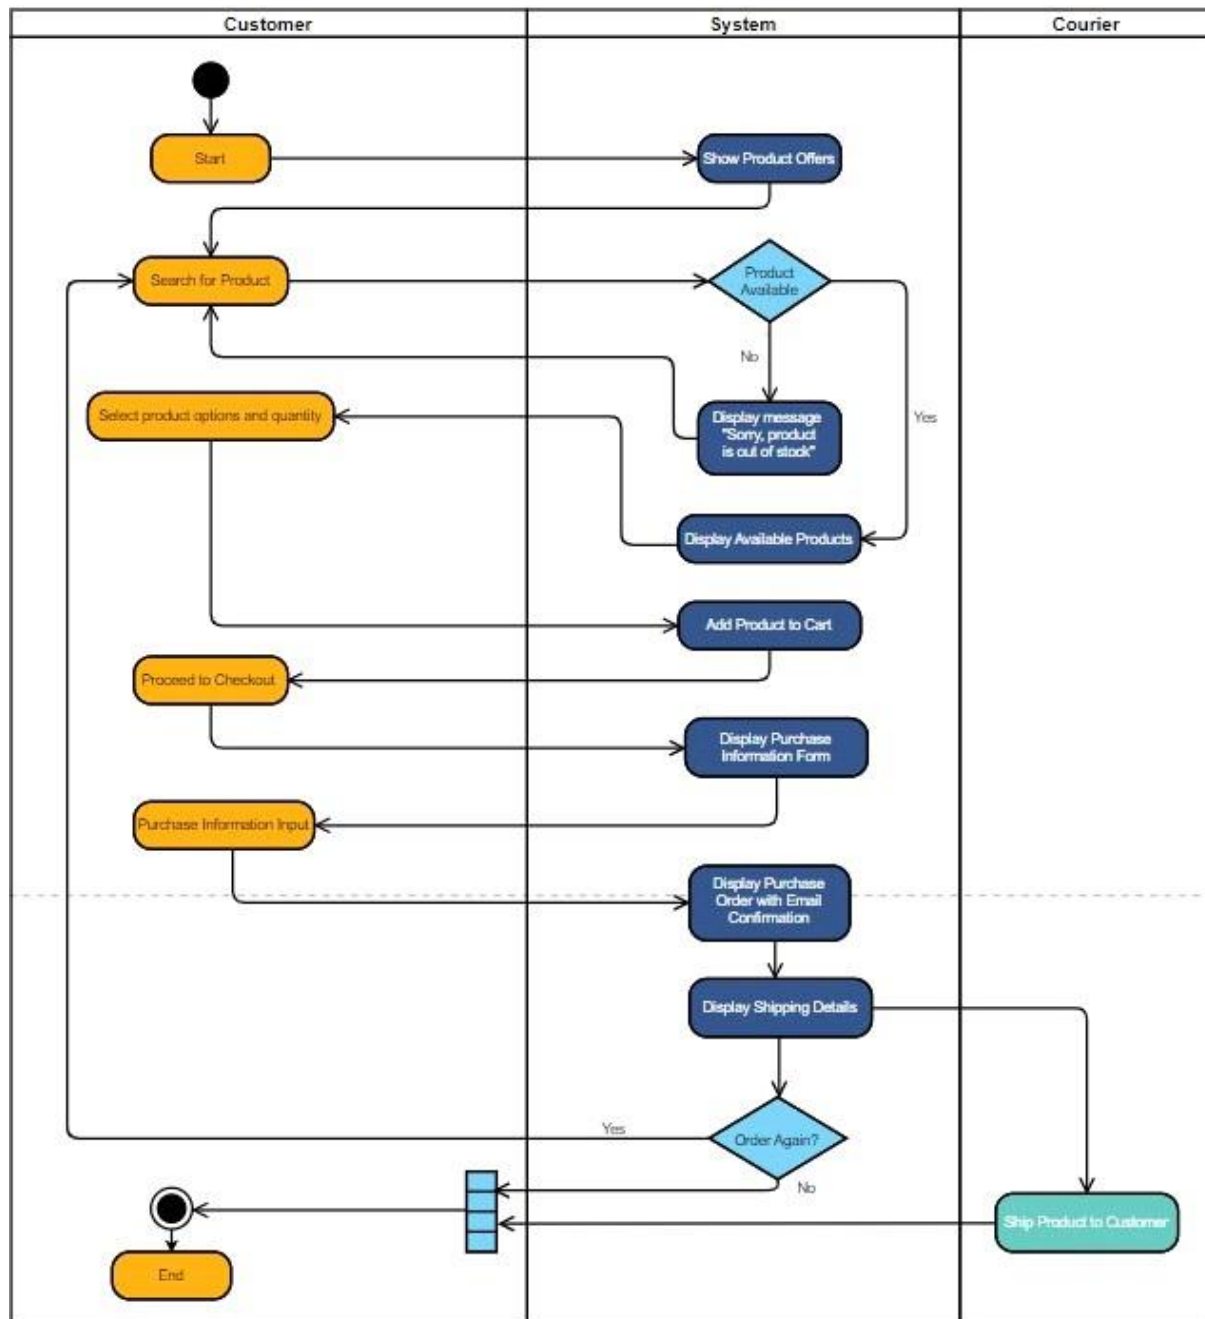 Customer
System
Courier
Start
Show Product Offers
Search for Product
Product
Available
No
Yes
Select product options and quantity
Display message
"Sorry, product
is out of stock"
Display Available Products
Add Product to Cart
Proceed to Checkout
Display Purchase
Information Form
Purchase Information Input
Display Purchase
Order with Email
Confirmation
Display Shipping Details
Yes
Order Again?
No
Ship Product to Customer
End